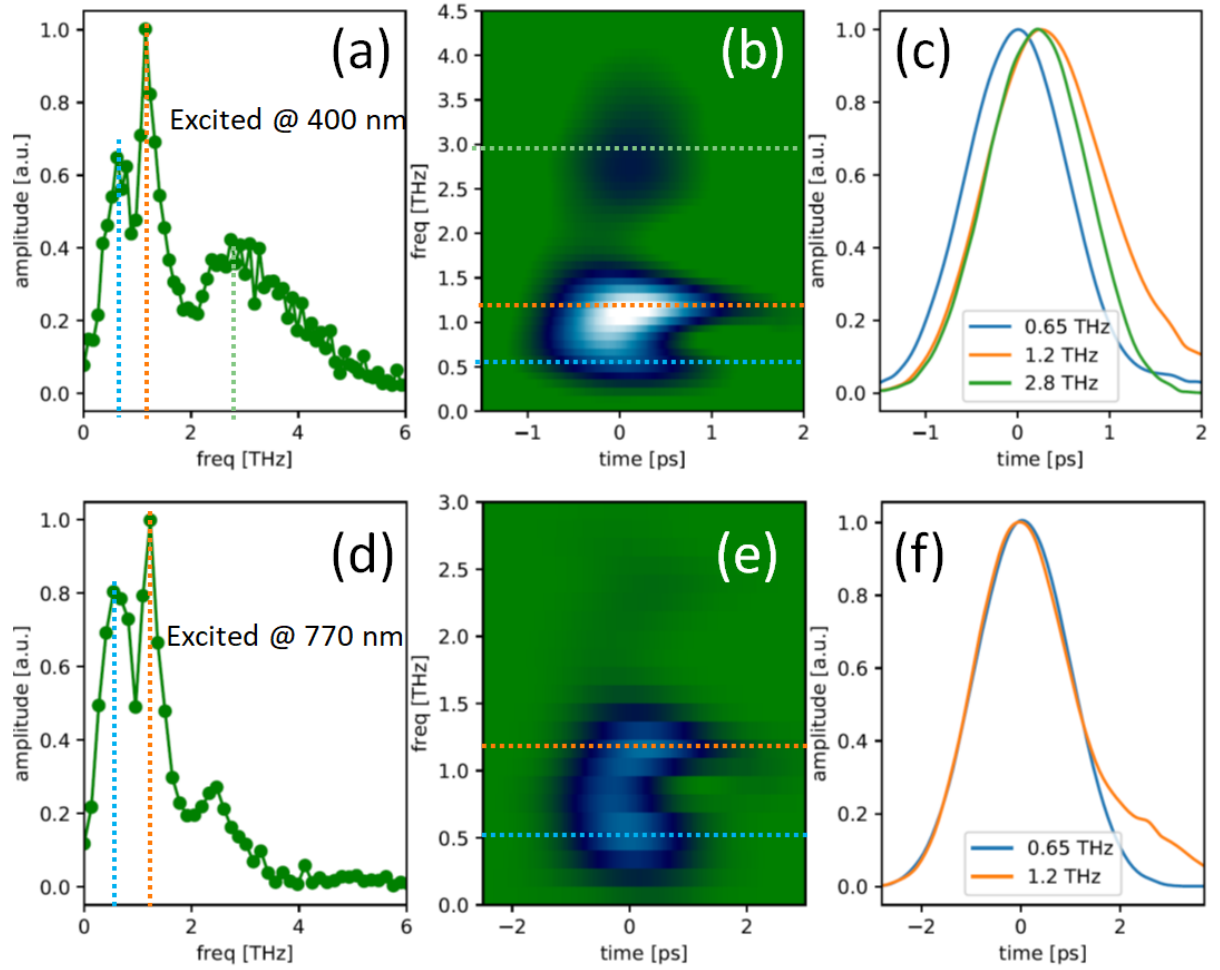 (a)
Excited @ 400 nm
amplitude [a.u.]
1.0
0.8
0.6
0.4
0.2
0.0
0 2 4 6
freq [THz]
(b)
freq [THz]
4.5
4.0
3.5
3.0
2.5
2.0
1.5
1.0
0.5
0.0
−1 0 1 2
time [ps]
(c)
amplitude [a.u.]
1.0
0.8
0.6
0.4
0.2
0.0
0.65 THz
1.2 THz
2.8 THz
−1 0 1 2
time [ps]
(d)
Excited @ 770 nm
amplitude [a.u.]
1.0
0.8
0.6
0.4
0.2
0.0
0 2 4 6
freq [THz]
(e)
freq [THz]
3.0
2.5
2.0
1.5
1.0
0.5
0.0
−2 0 2
time [ps]
(f)
amplitude [a.u.]
1.0
0.8
0.6
0.4
0.2
0.0
0.65 THz
1.2 THz
−2 0 2
time [ps]